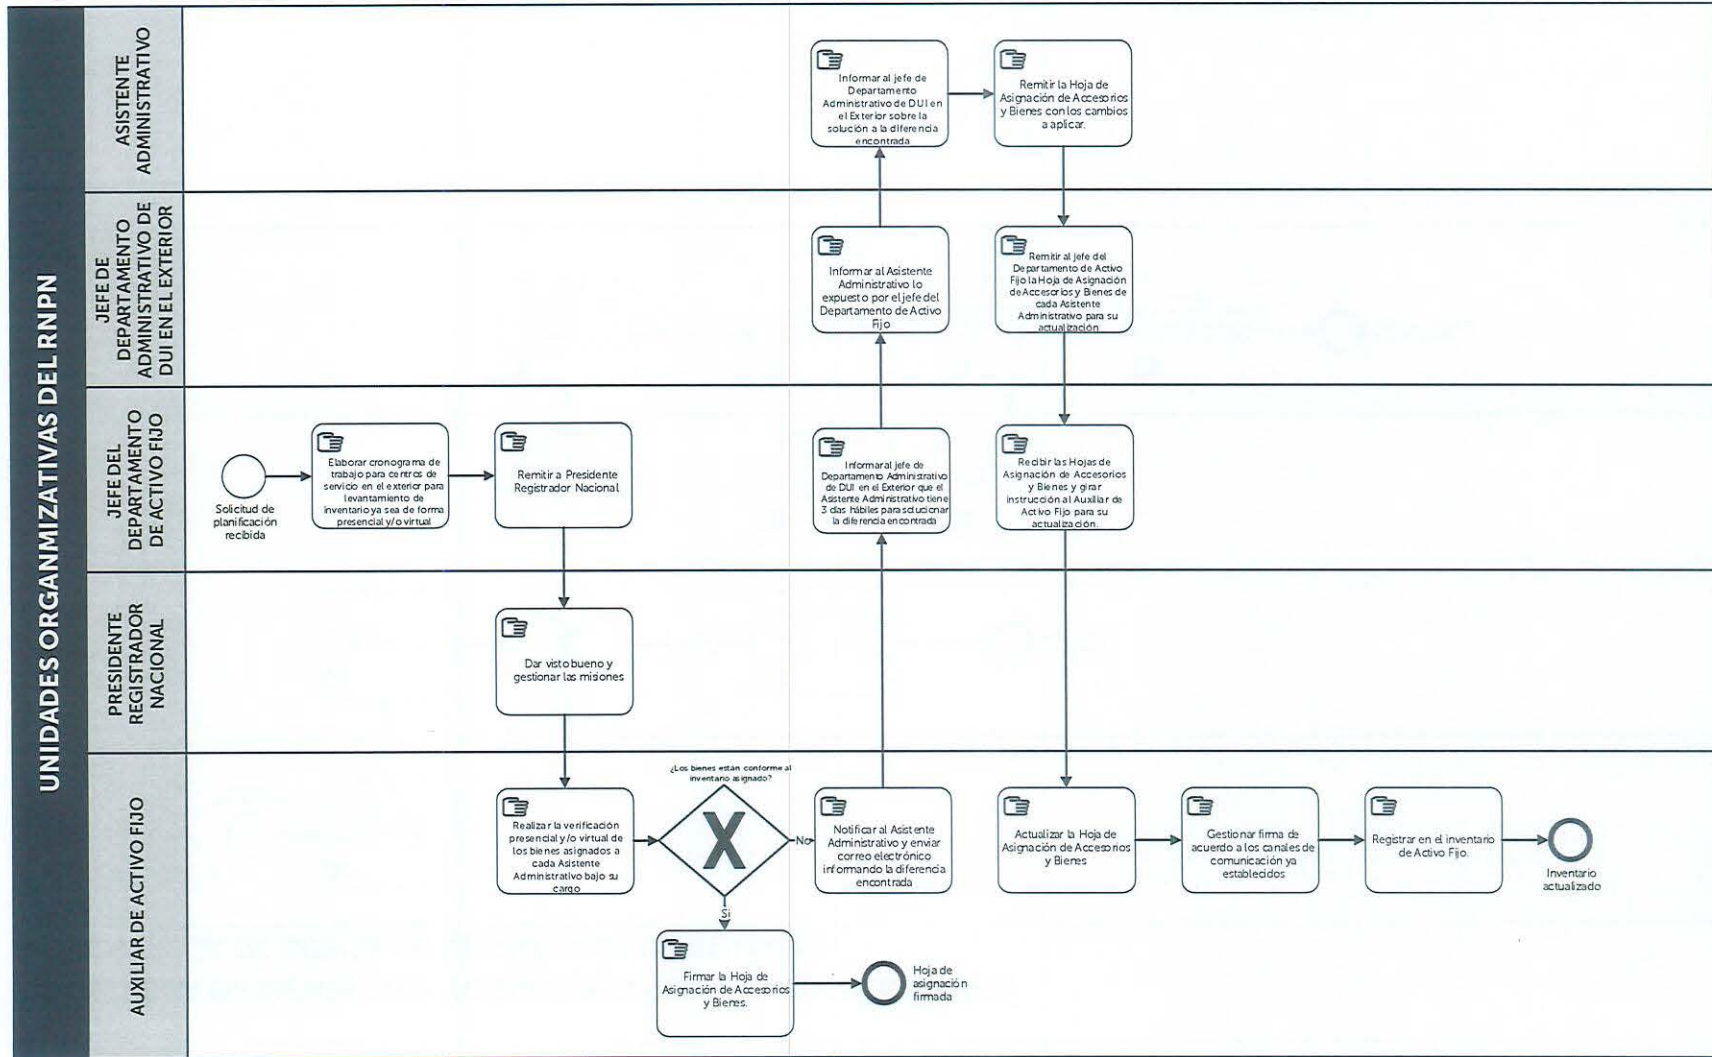 UNIDADES ORGANMIZATIVAS DEL RNPN
ASISTENTE
ADMINISTRATIVO
Informar al jefe de
Departamento
Administrativo de DUI en
el Exterior sobre la
solución a la diferencia
encontrada
Remitir la Hoja de
Asignación de Accesorios
y Bienes con los cambios
a aplicar.
JEFE DE
DEPARTAMENTO
ADMINISTRATIVO DE
DUI EN EL EXTERIOR
Informar al Asistente
Administrativo lo
expuesto por el jefe del
Departamento de Activo
Fijo
Remitir al jefe del
Departamento de Activo
Fijo la Hoja de Asignación
de Accesorios y Bienes de
cada Asistente
Administrativo para su
actualización
JEFE DEL
DEPARTAMENTO
DE ACTIVO FIJO
Solicitud de
planificación
recibida
Elaborar cronograma de
trabajo para centros de
servicio en el exterior para
levantamiento de
inventario ya sea de forma
presencial y/o virtual
Remitir a Presidente
Registrador Nacional
Informar al jefe de
Departamento Administrativo
de DUI en el Exterior que el
Asistente Administrativo tiene
3 días hábiles para solucionar
la diferencia encontrada
Recibir las Hojas de
Asignación de Accesorios
y Bienes y girar
instrucción al Auxiliar de
Activo Fijo para su
actualización.
PRESIDENTE
REGISTRADOR
NACIONAL
Dar visto bueno y
gestionar las misiones
AUXILIAR DE ACTIVO FIJO
Realizar la verificación
presencial y/o virtual de
los bienes asignados a
cada Asistente
Administrativo bajo su
cargo
¿Los bienes están conforme al
inventario asignado?
X
No
Si
Notificar al Asistente
Administrativo y enviar
correo electrónico
informando la diferencia
encontrada
Actualizar la Hoja de
Asignación de Accesorios
y Bienes
Gestionar firma de
acuerdo a los canales de
comunicación ya
establecidos
Registrar en el inventario
de Activo Fijo.
Inventario
actualizado
Firmar la Hoja de
Asignación de Accesorios
y Bienes.
Hoja de
asignación
firmada